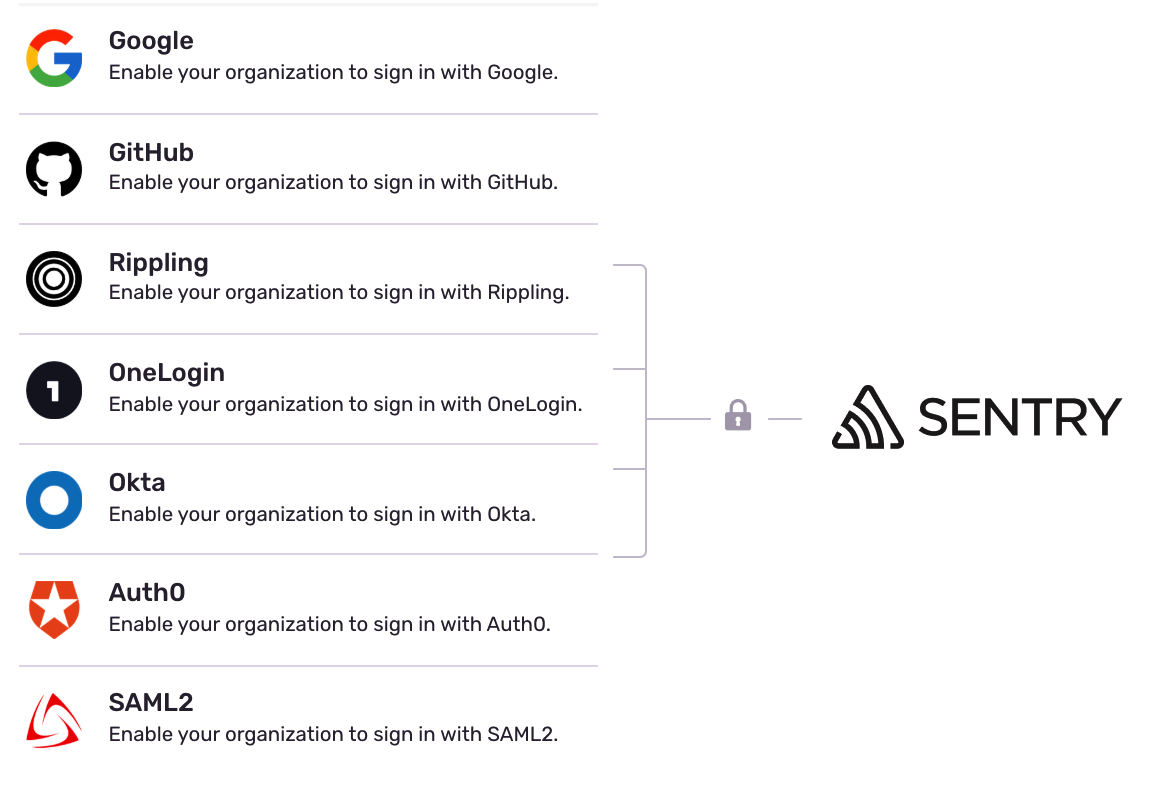 Google
Enable your organization to sign in with Google.
GitHub
Enable your organization to sign in with GitHub.
Rippling
Enable your organization to sign in with Rippling.
OneLogin
Enable your organization to sign in with OneLogin.
Okta
Enable your organization to sign in with Okta.
Auth0
Enable your organization to sign in with Auth0.
SAML2
Enable your organization to sign in with SAML2.
SENTRY